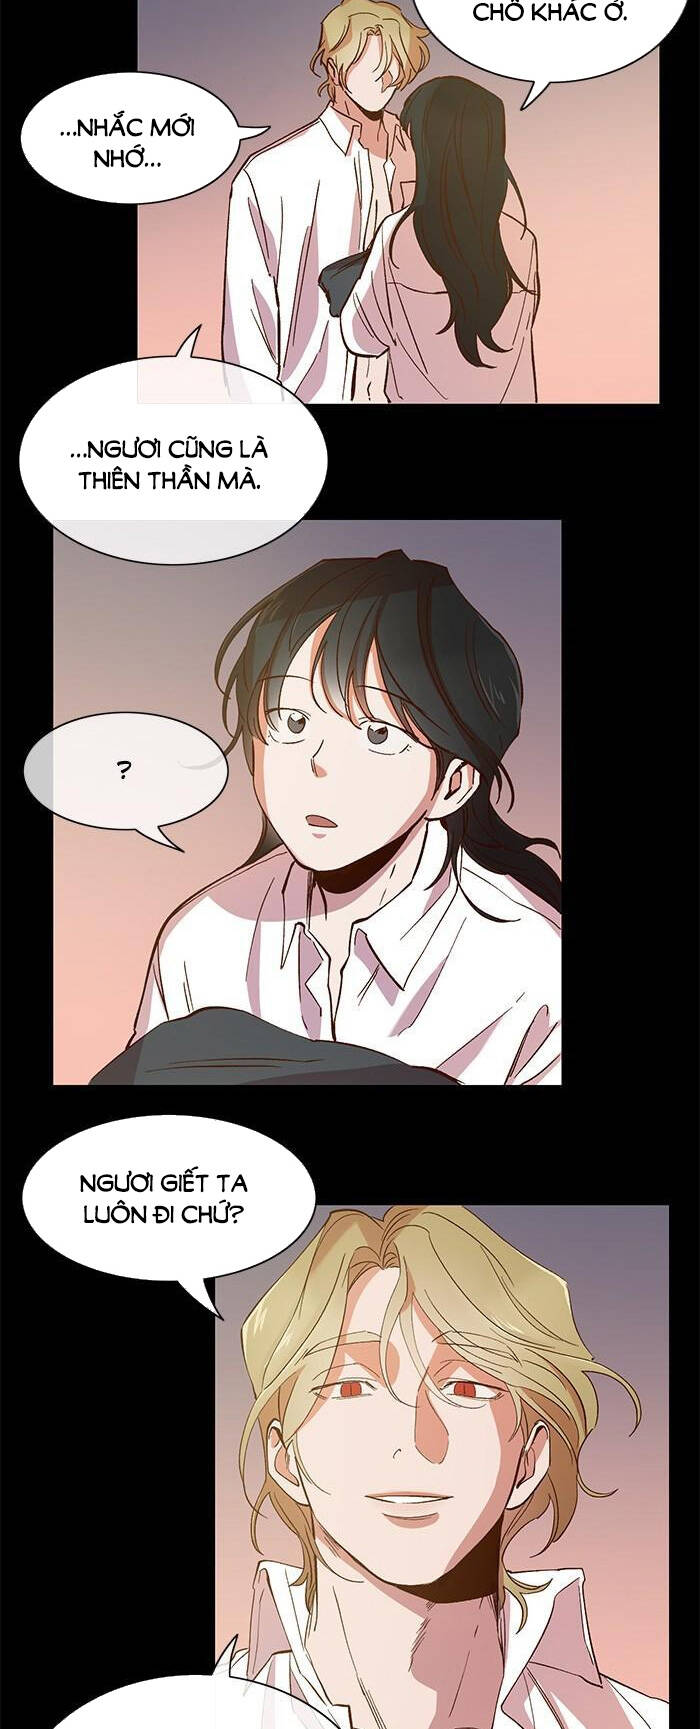 CHỖ KHÁC Ở.
...NHẮC MỚI
NHỚ...
...NGƯƠI CŨNG LÀ
THIÊN THẦN MÀ.
?
NGƯƠI GIẾT TA
LUÔN ĐI CHỨ?